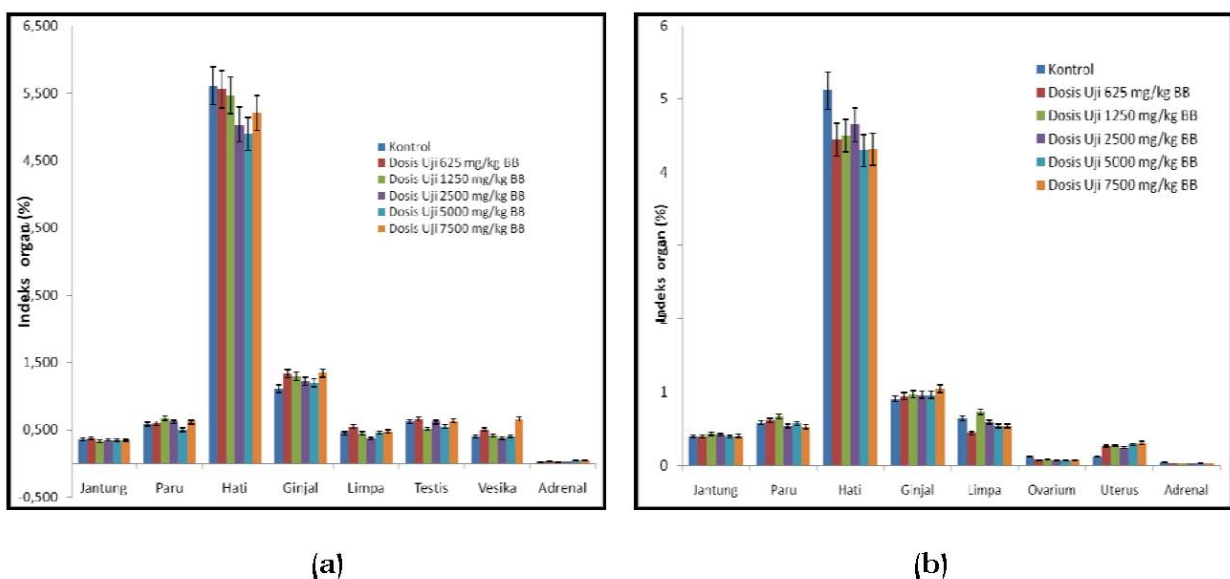 6,500
5,500
4,500
,500
,500
1,500
0,500
-0,500
Indeks organ (%)
Kontrol
Dosis Uji 625 mg/kg BB
Dosis Uji 1250 mg/kg BB
Dosis Uji 2500 mg/kg BB
Dosis Uji 5000 mg/kg BB
Dosis Uji 7500 mg/kg BB
Jantung Paru Hati Ginjal Limpa Testis Vesika Adrenal
(a)
6
5
4
1
0
Indeks organ (%)
Kontrol
Dosis Uji 625 mg/kg BB
Dosis Uji 1250 mg/kg BB
Dosis Uji 2500 mg/kg BB
Dosis Uji 5000 mg/kg BB
Dosis Uji 7500 mg/kg BB
Jantung Paru Hati Ginjal Limpa Ovarium Uterus Adrenal
(b)